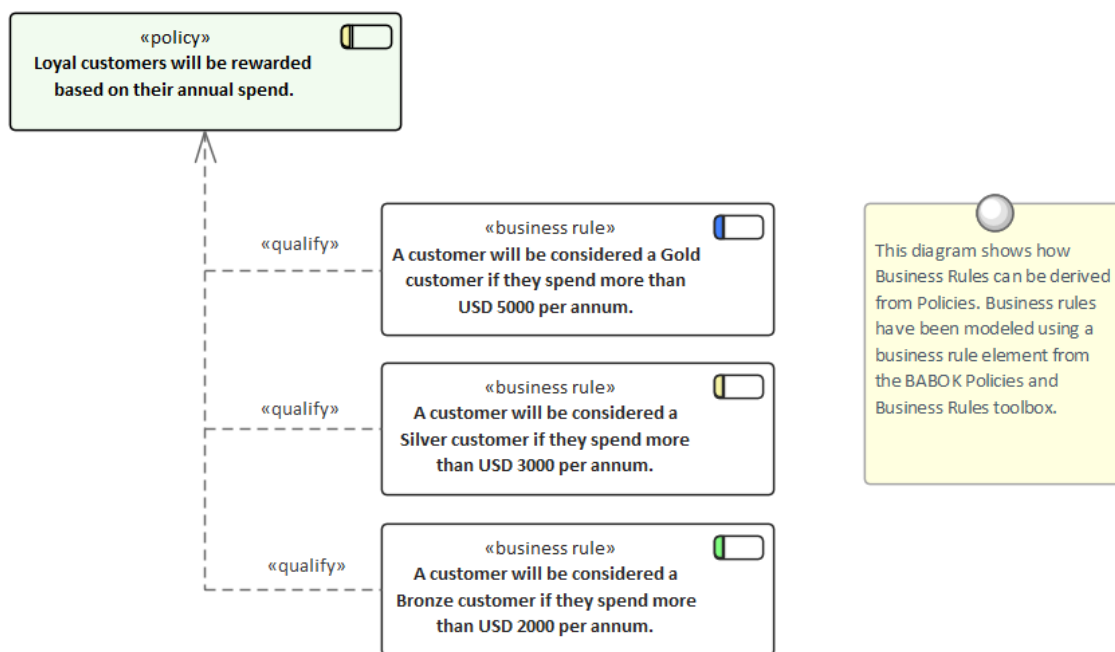 «policy»
Loyal customers will be rewarded
based on their annual spend.
«qualify»
«business rule»
A customer will be considered a Gold
customer if they spend more than
USD 5000 per annum.
«qualify»
«business rule»
A customer will be considered a
Silver customer if they spend more
than USD 3000 per annum.
«qualify»
«business rule»
A customer will be considered a
Bronze customer if they spend more
than USD 2000 per annum.
This diagram shows how
Business Rules can be derived
from Policies. Business rules
have been modeled using a
business rule element from
the BABOK Policies and
Business Rules toolbox.